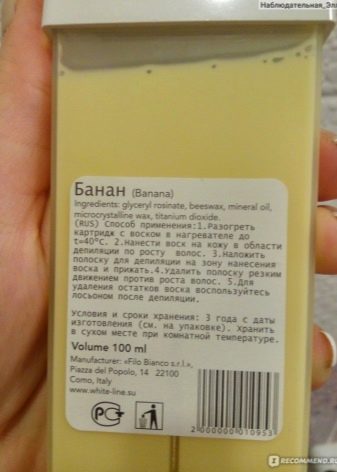 Наблюдательная_Эл
Банан (Banana)
Ingredients: glyceryl rosinate, beeswax, mineral oil,
microcrystalline wax, titanium dioxide.
(RUS) Способ применения:1.Разогреть
картридж с воском в нагревателе до
t=40°C. 2.Нанести воск на кожу в области
депиляции по росту волос. 3.Наложить
полоску для депиляции на зону нанесения
воска и прижать.4.Удалить полоску резким
движением против роста волос. 5.Для
удаления остатков воска воспользуйтесь
лосьоном после депиляции.
Условия и сроки хранения: 3 года с даты
изготовления (см. на упаковке). Хранить
в сухом месте при комнатной температуре.
Volume 100 ml
Manufacturer: «Filo Bianco s.r.l.»,
Piazza del Popolo, 14 22100
Como, Italy
www.white-line.su
2 000000 010953
IRECOMMEND.RU